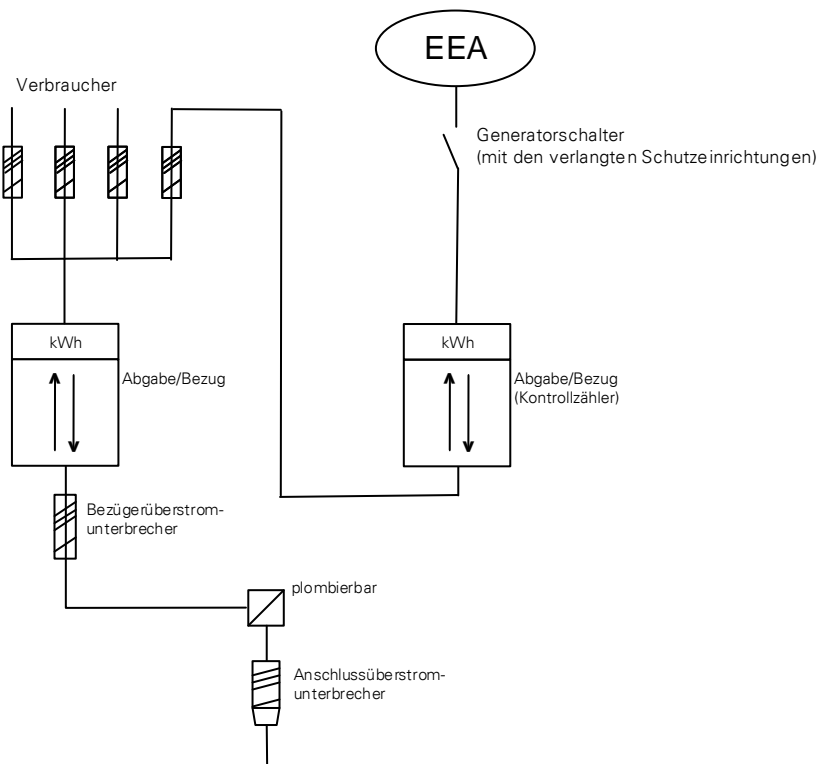 EEA
Verbraucher
Generatorschalter
(mit den verlangten Schutzeinrichtungen)
kWh
Abgabe/Bezug
kWh
Abgabe/Bezug
(Kontrollzähler)
Bezügerüberstrom-
unterbrecher
plombierbar
Anschlussüberstrom-
unterbrecher